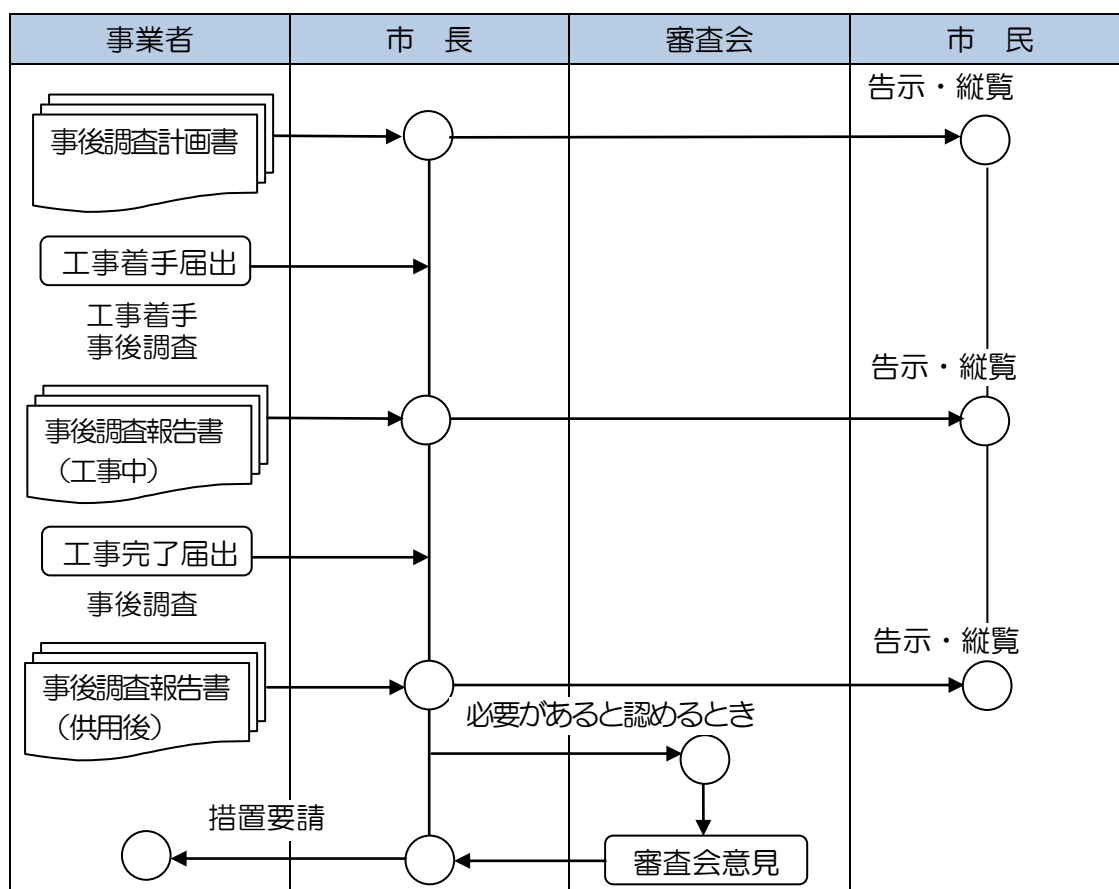 事業者
市　長
審査会
市　民
告示・縦覧
事後調査計画書
工事着手届出
工事着手
事後調査
告示・縦覧
事後調査報告書
（工事中）
工事完了届出
事後調査
告示・縦覧
事後調査報告書
（供用後）
必要があると認めるとき
措置要請
審査会意見